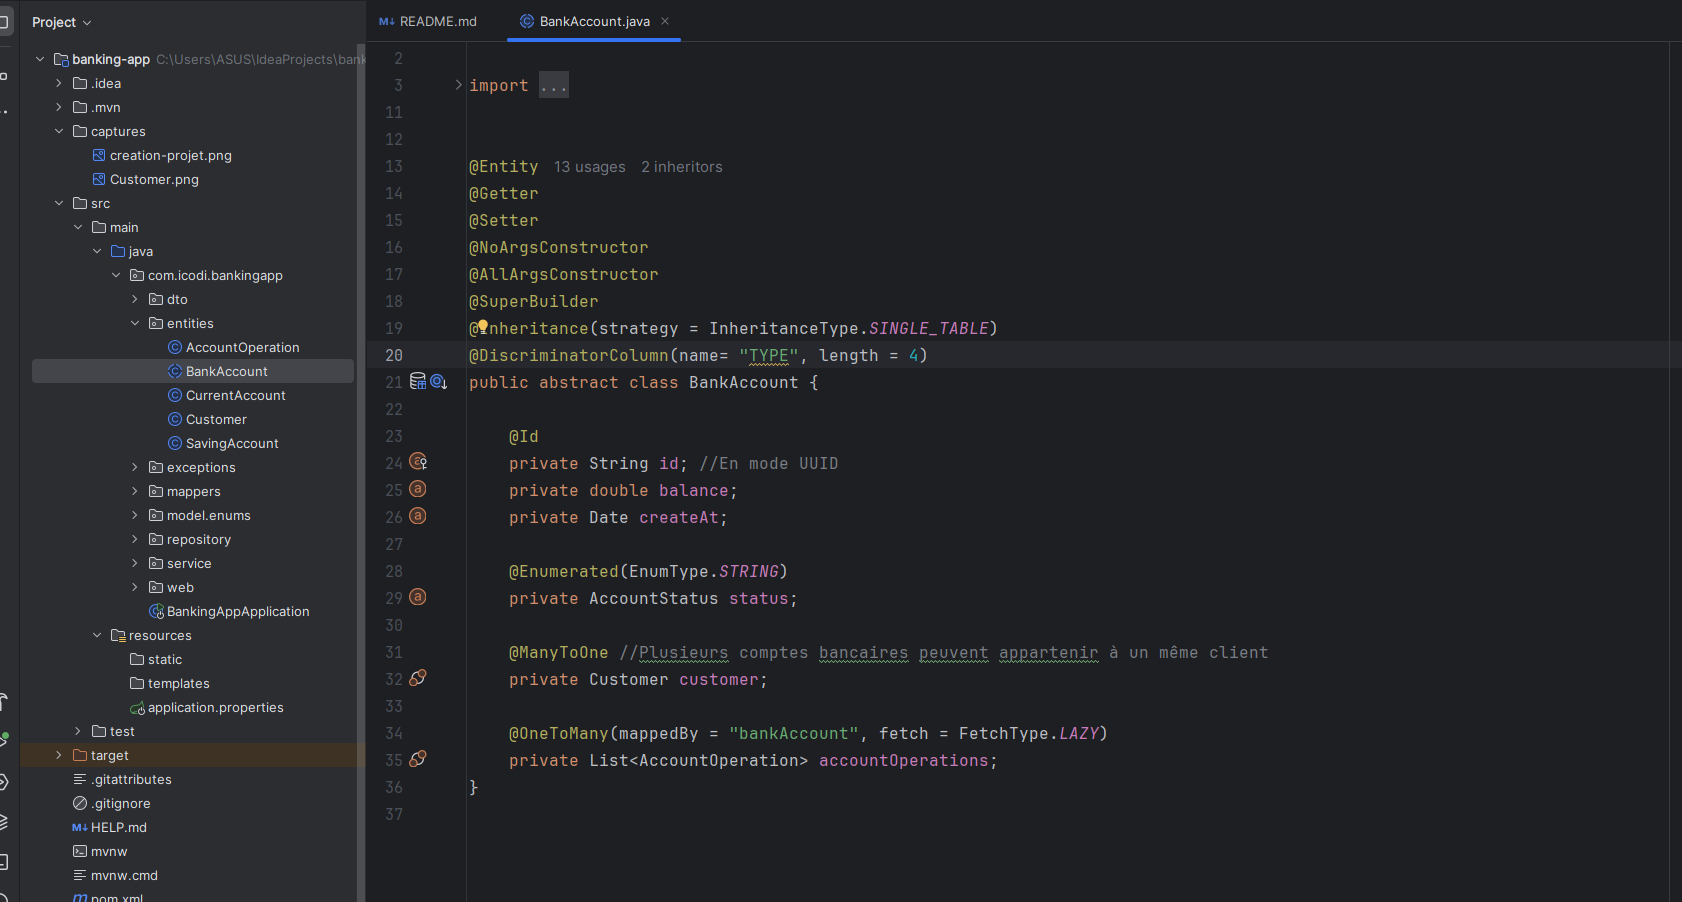 Project
banking-app C:\Users\ASUS\IdeaProjects\bank
.idea
.mvn
captures
creation-projet.png
Customer.png
src
main
java
com.icodi.bankingapp
dto
entities
AccountOperation
BankAccount
CurrentAccount
Customer
SavingAccount
exceptions
mappers
model.enums
repository
service
web
BankingAppApplication
resources
static
templates
application.properties
test
target
.gitattributes
.gitignore
HELP.md
mvnw
mvnw.cmd
pom.xml
README.md BankAccount.java
2
3 import ...
11
12
13 @Entity 13 usages 2 inheritors
14 @Getter
15 @Setter
16 @NoArgsConstructor
17 @AllArgsConstructor
18 @SuperBuilder
19 @Inheritance(strategy = InheritanceType.SINGLE_TABLE)
20 @DiscriminatorColumn(name= "TYPE", length = 4)
21 public abstract class BankAccount {
22
23 @Id
24 private String id; //En mode UUID
25 private double balance;
26 private Date createAt;
27
28 @Enumerated(EnumType.STRING)
29 private AccountStatus status;
30
31 @ManyToOne //Plusieurs comptes bancaires peuvent appartenir à un même client
32 private Customer customer;
33
34 @OneToMany(mappedBy = "bankAccount", fetch = FetchType.LAZY)
35 private List<AccountOperation> accountOperations;
36 }
37